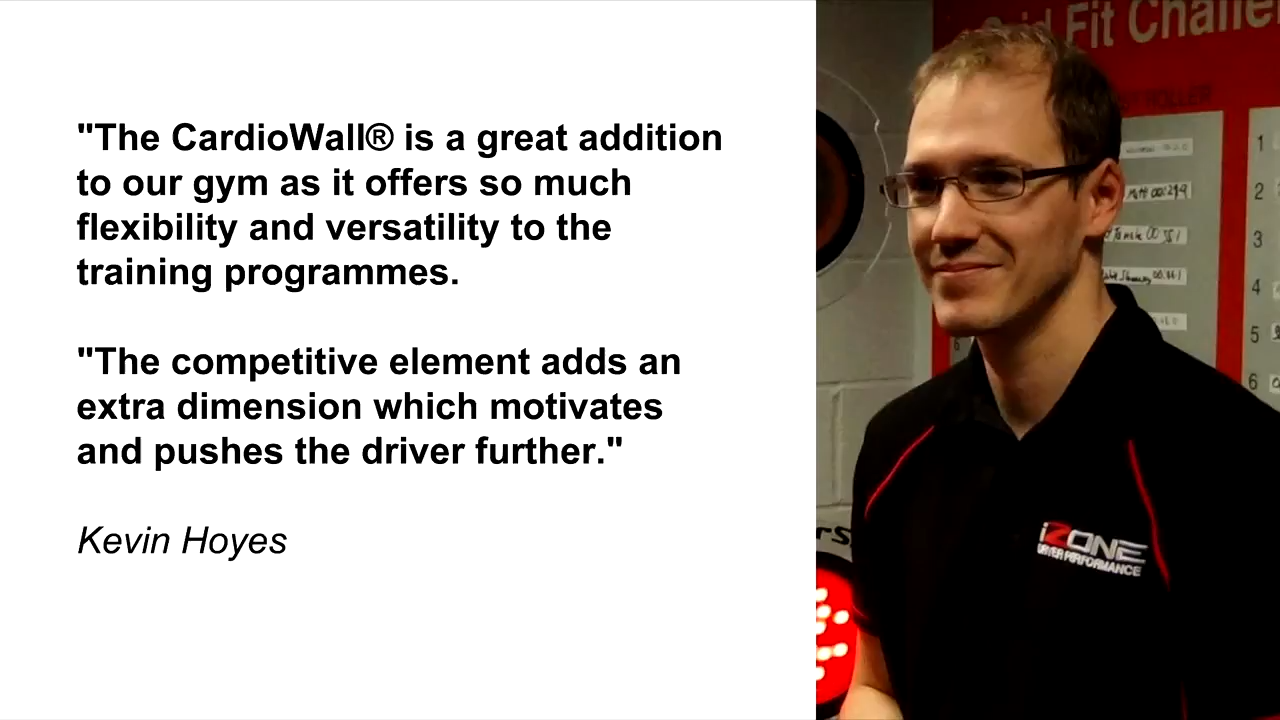 "The CardioWall® is a great addition
to our gym as it offers so much
flexibility and versatility to the
training programmes.
"The competitive element adds an
extra dimension which motivates
and pushes the driver further."
Kevin Hoyes
Fit
1
2
3
4
5
6
6
iZONE
DRIVER PERFORMANCE